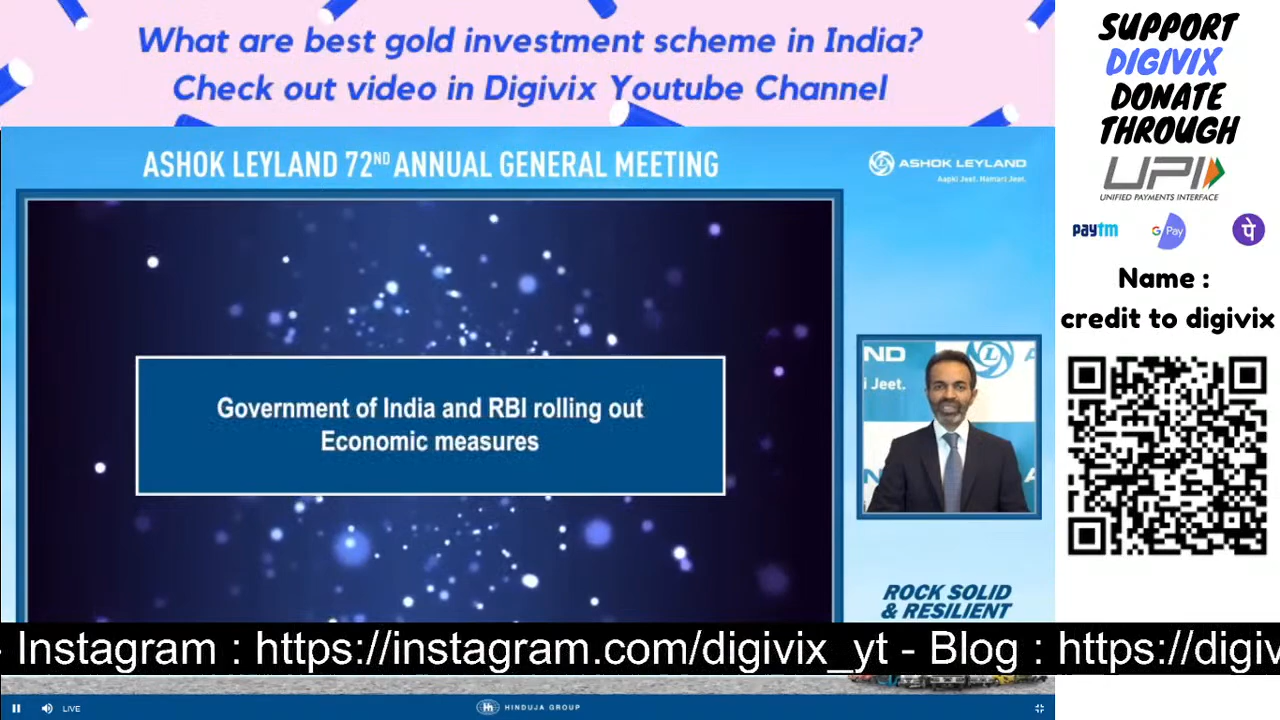 What are best gold investment scheme in India?
Check out video in Digivix Youtube Channel
SUPPORT
DIGIVIX
DONATE
THROUGH
UPI
UNIFIED PAYMENTS INTERFACE
paytm
G Pay
पे
Name :
credit to digivix
ASHOK LEYLAND 72ND ANNUAL GENERAL MEETING
ASHOK LEYLAND
Aapki Jeet. Hamari Jeet.
Government of India and RBI rolling out
Economic measures
ND
i Jeet.
ROCK SOLID
& RESILIENT
- Instagram : https://instagram.com/digivix_yt - Blog : https://digiv
LIVE
HINDUJA GROUP